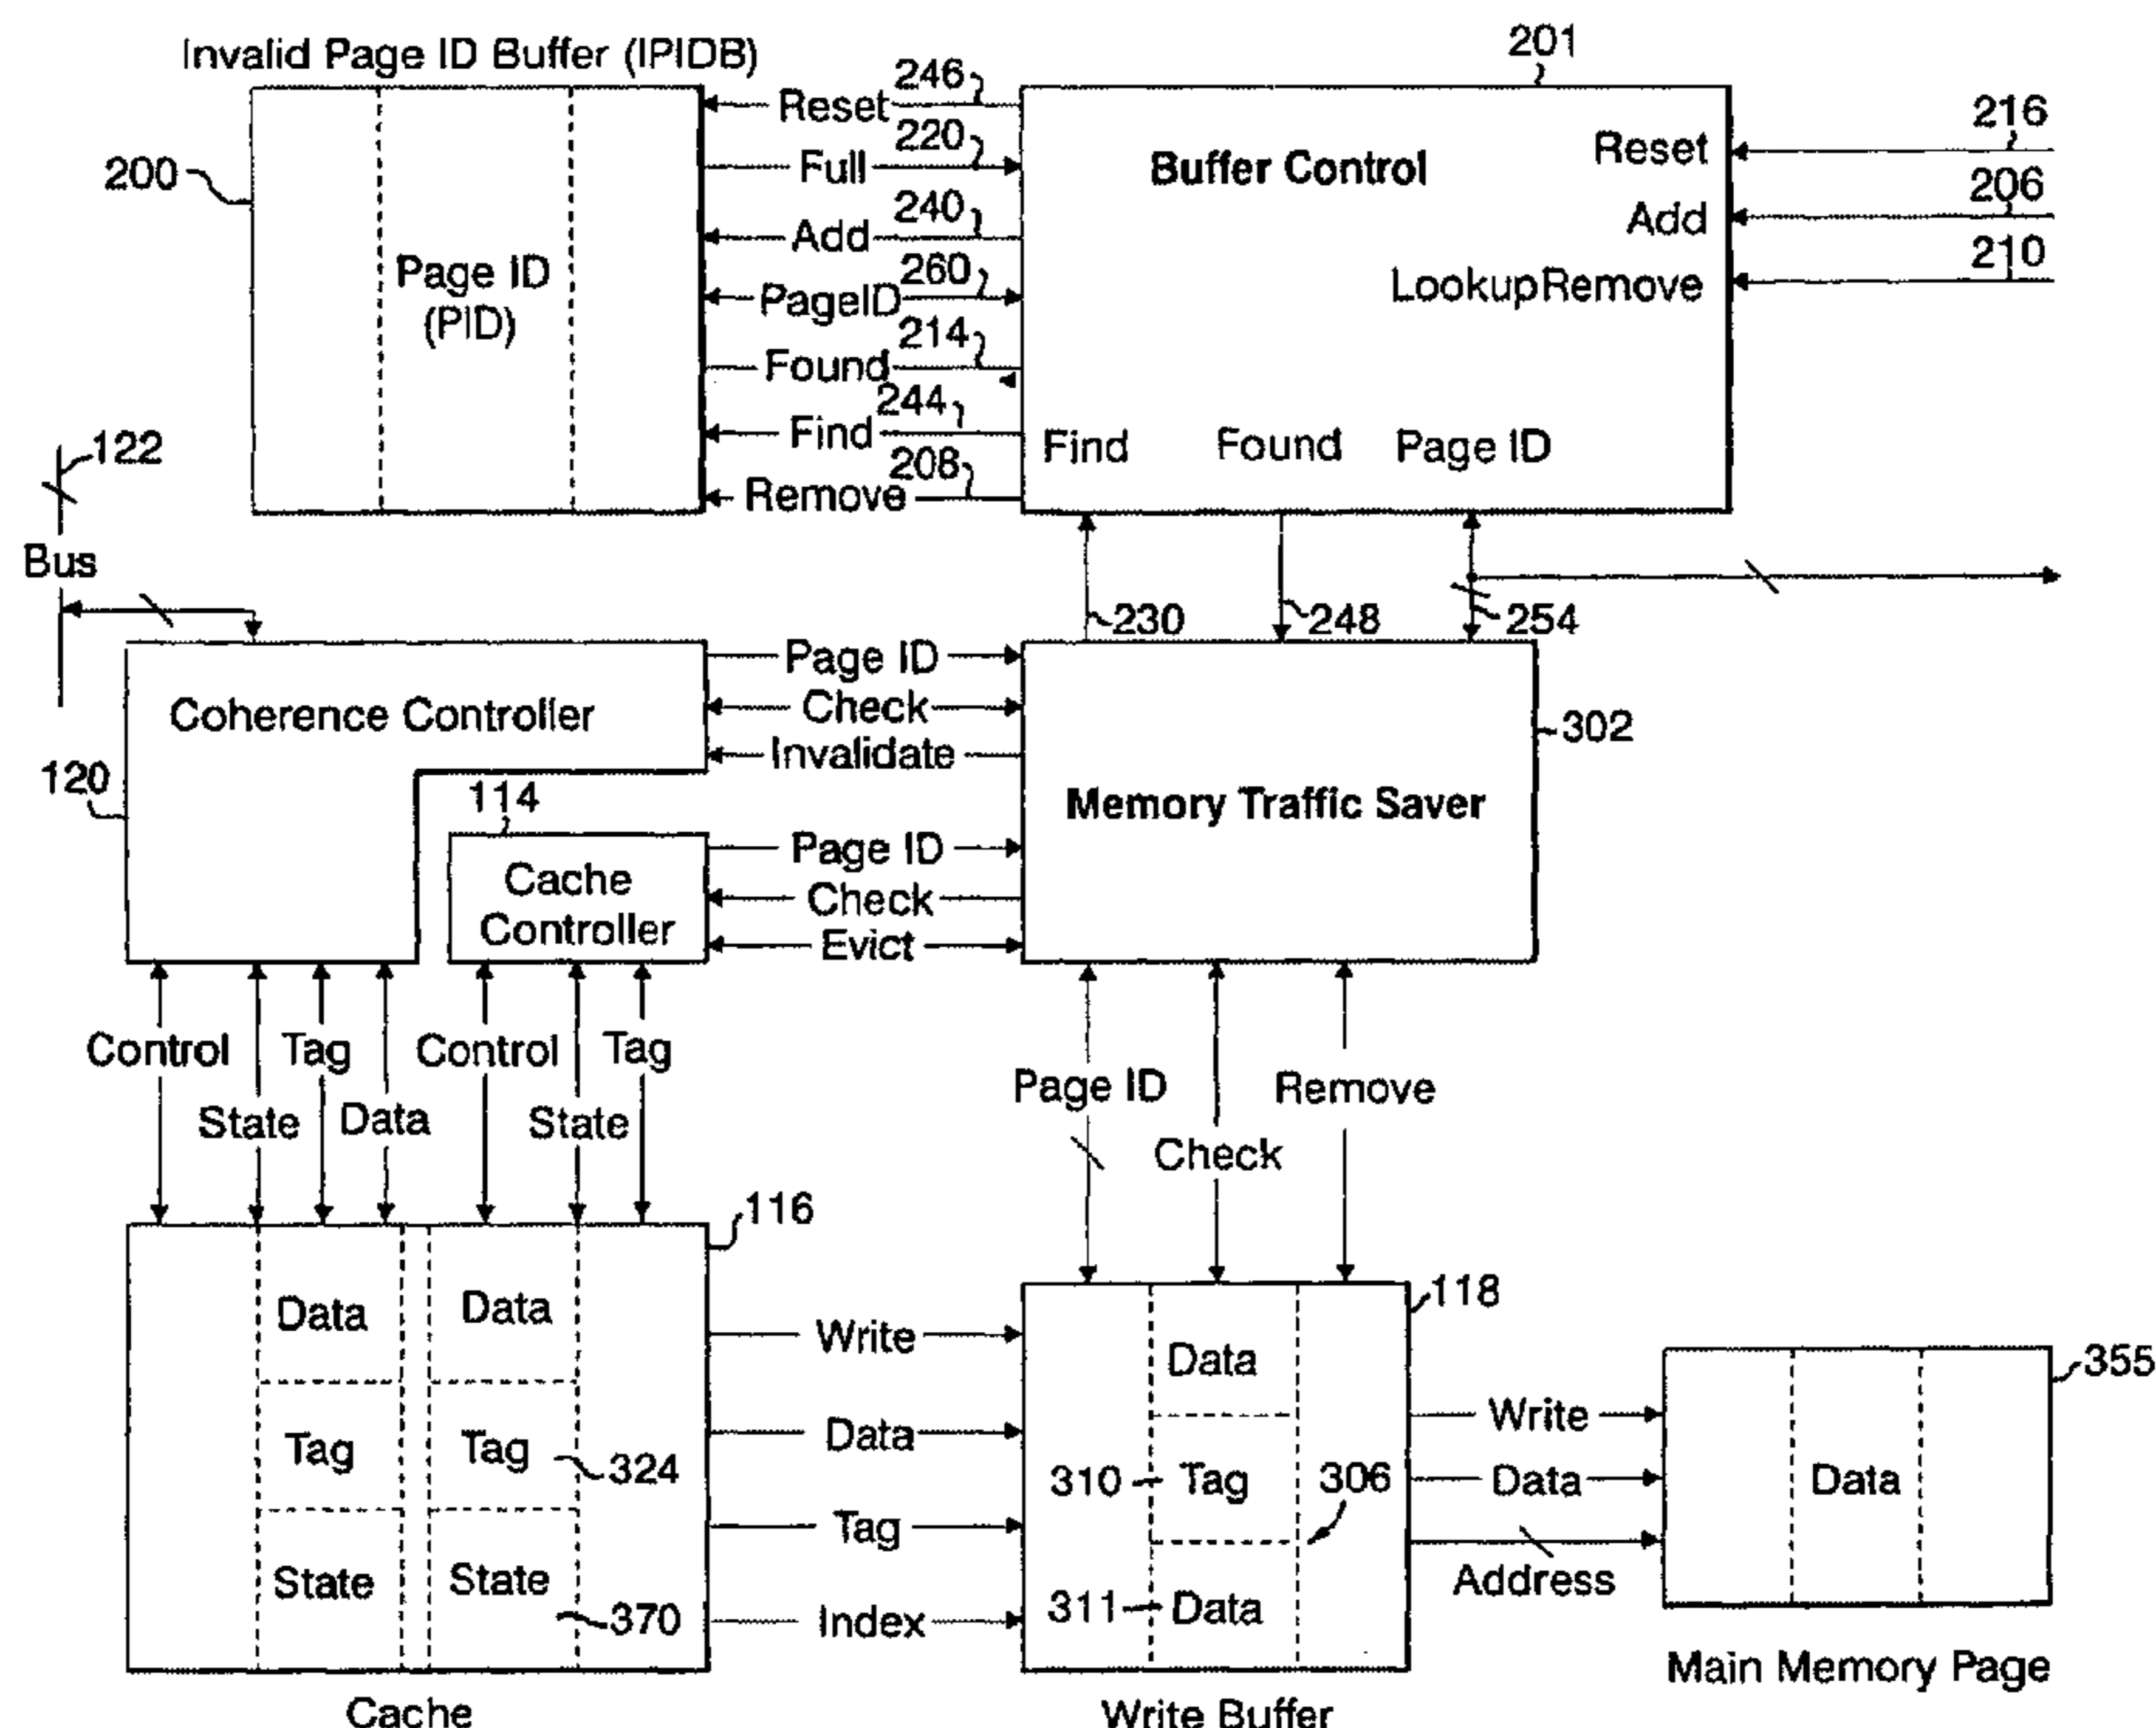 Invalid Page ID Buffer (IPIDB)
201
246
Reset
220
Full
240
Add
260
PageID
214
Found
244
Find
208
Remove
200
Page ID
(PID)
Buffer Control
Reset
216
Add
206
LookupRemove
210
Find
Found
Page ID
122
Bus
230
248
254
Coherence Controller
120
Page ID
Check
Invalidate
302
Memory Traffic Saver
114
Cache
Controller
Page ID
Check
Evict
Control
State
Tag
Data
Control
State
Tag
Page ID
Check
Remove
116
Data
Tag
State
Data
Tag
324
State
370
Cache
Write
Data
Tag
Index
118
Data
310
Tag
306
311
Data
Write Buffer
Write
Data
Address
355
Data
Main Memory Page